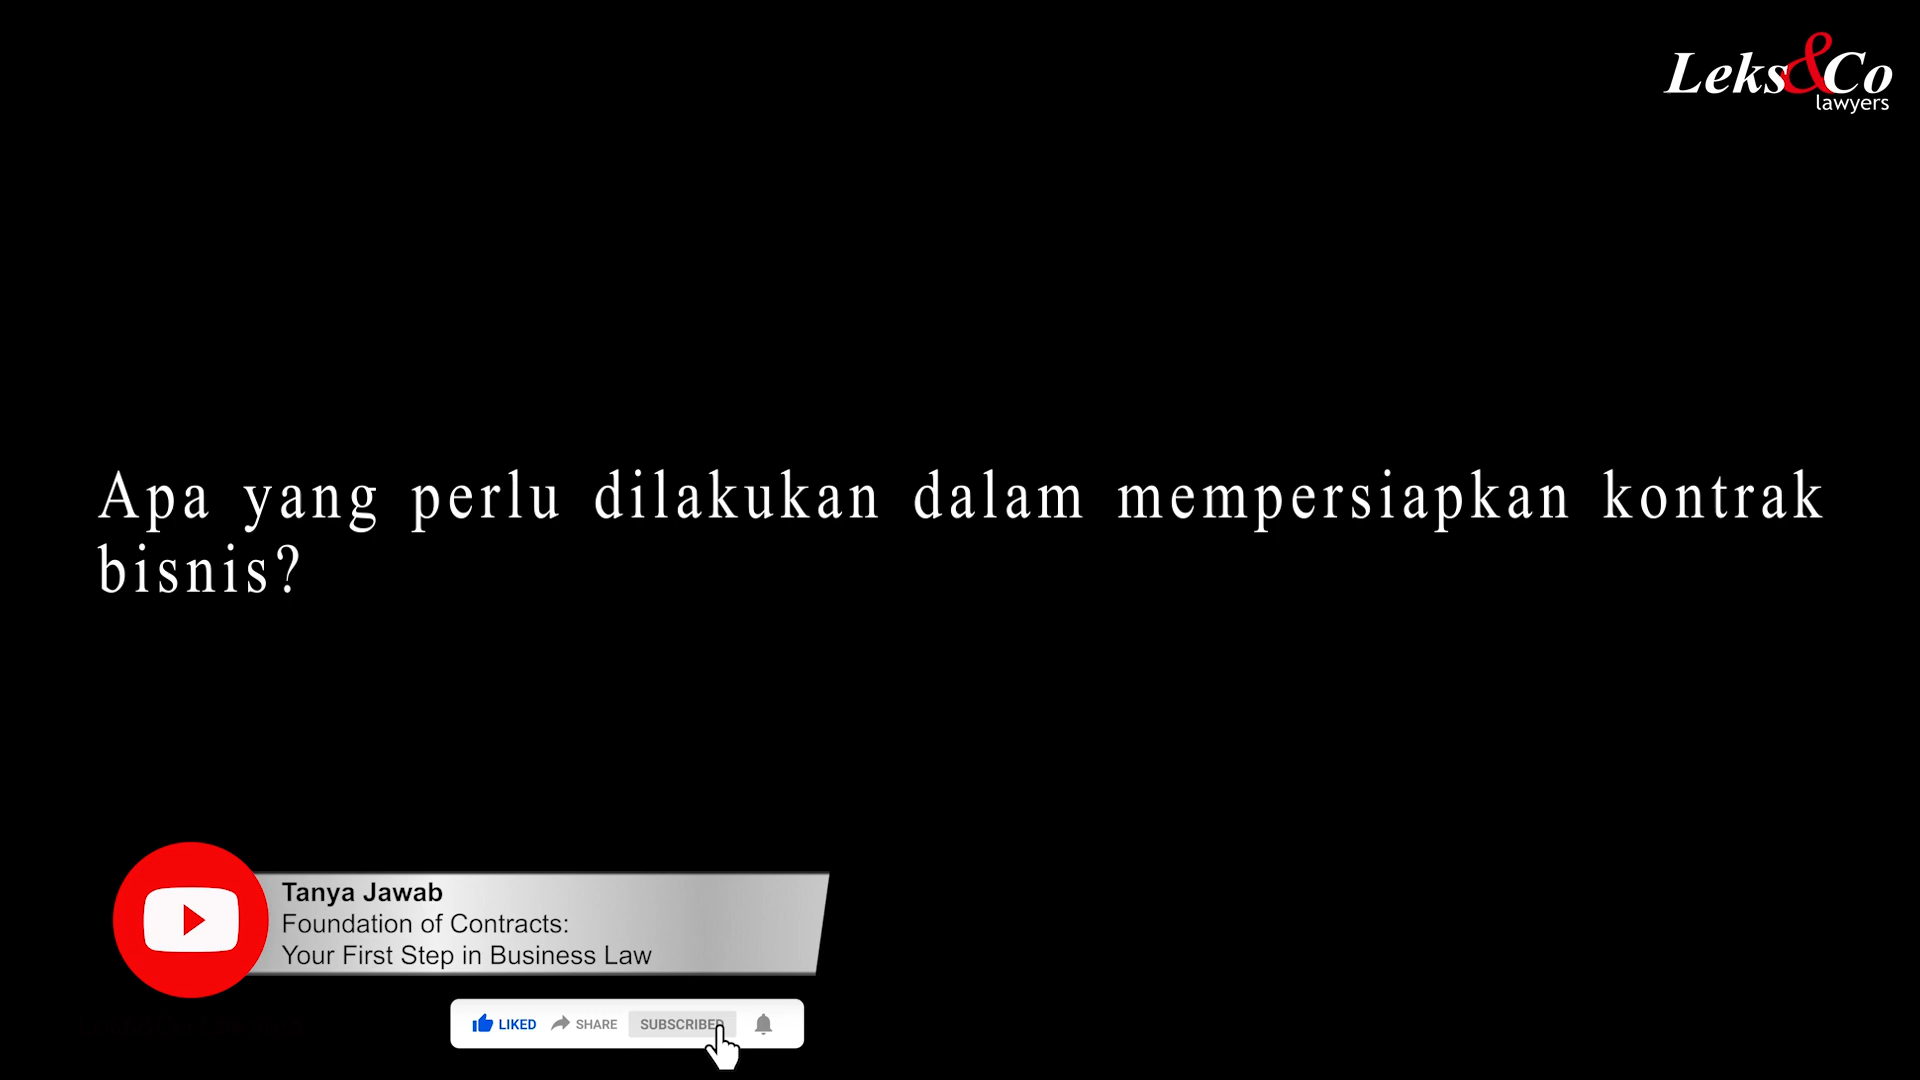 Leks&Co
lawyers
Apa yang perlu dilakukan dalam mempersiapkan kontrak
bisnis?
Tanya Jawab
Foundation of Contracts:
Your First Step in Business Law
LIKED SHARE SUBSCRIBED